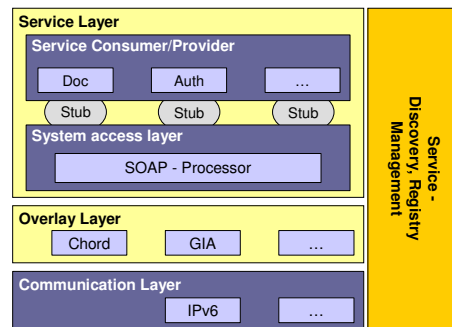 Service Layer
Service Consumer/Provider
Doc
Auth
…
Stub
Stub
Stub
System access layer
SOAP - Processor
Overlay Layer
Chord
GIA
…
Communication Layer
IPv6
…
Service -
Discovery, Registry
Management